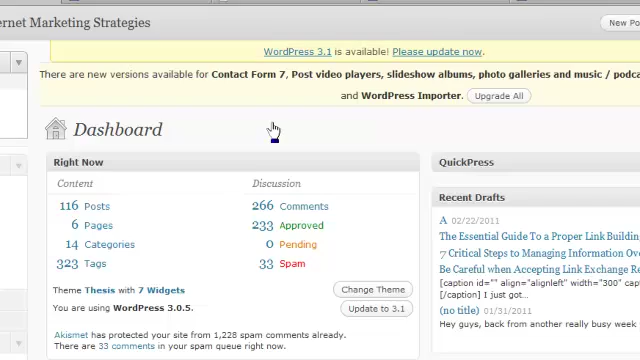 ernet Marketing Strategies
New Po
WordPress 3.1 is available! Please update now.
There are new versions available for Contact Form 7, Post video players, slideshow albums, photo galleries and music / podca
and WordPress Importer. Upgrade All
Dashboard
Right Now
Content
Discussion
116 Posts
266 Comments
6 Pages
233 Approved
14 Categories
0 Pending
323 Tags
33 Spam
Theme Thesis with 7 Widgets
Change Theme
You are using WordPress 3.0.5.
Update to 3.1
Akismet has protected your site from 1,228 spam comments already.
There are 33 comments in your spam queue right now.
QuickPress
Recent Drafts
A 02/22/2011
The Essential Guide To a Proper Link Building
7 Critical Steps to Managing Information Ove
Be Careful when Accepting Link Exchange Re
[caption id="" align="alignleft" width="300" cap
[/caption] I just got...
(no title) 01/31/2011
Hey guys, back from another really busy week